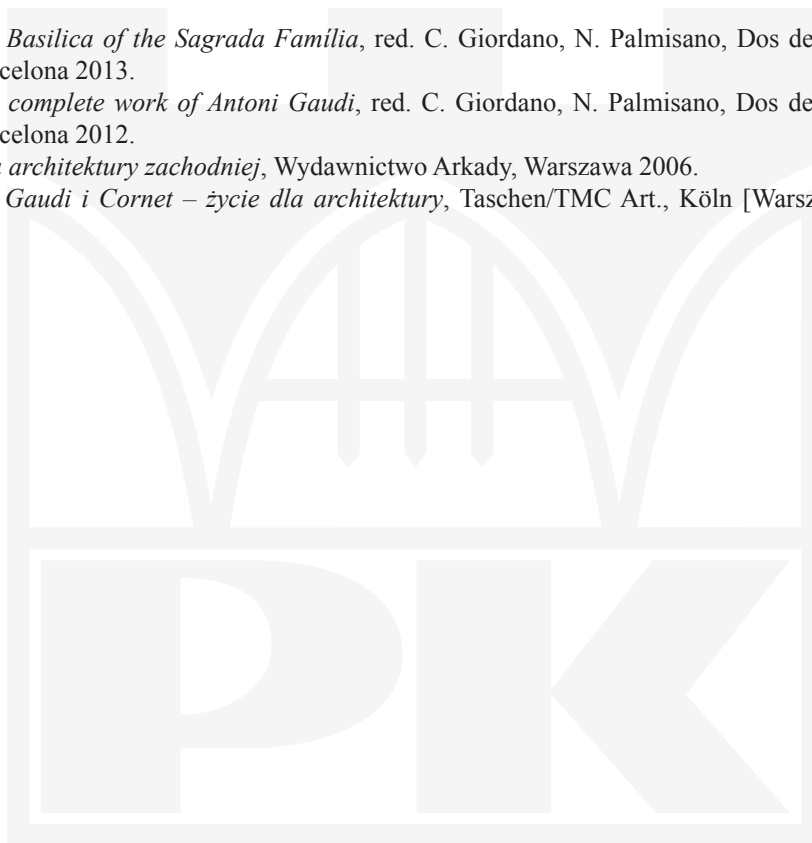 Basilica of the Sagrada Família, red. C. Giordano, N. Palmisano, Dos de
celona 2013.
complete work of Antoni Gaudi, red. C. Giordano, N. Palmisano, Dos de
celona 2012.
architektury zachodniej, Wydawnictwo Arkady, Warszawa 2006.
Gaudi i Cornet – życie dla architektury, Taschen/TMC Art., Köln [Warsz
PK